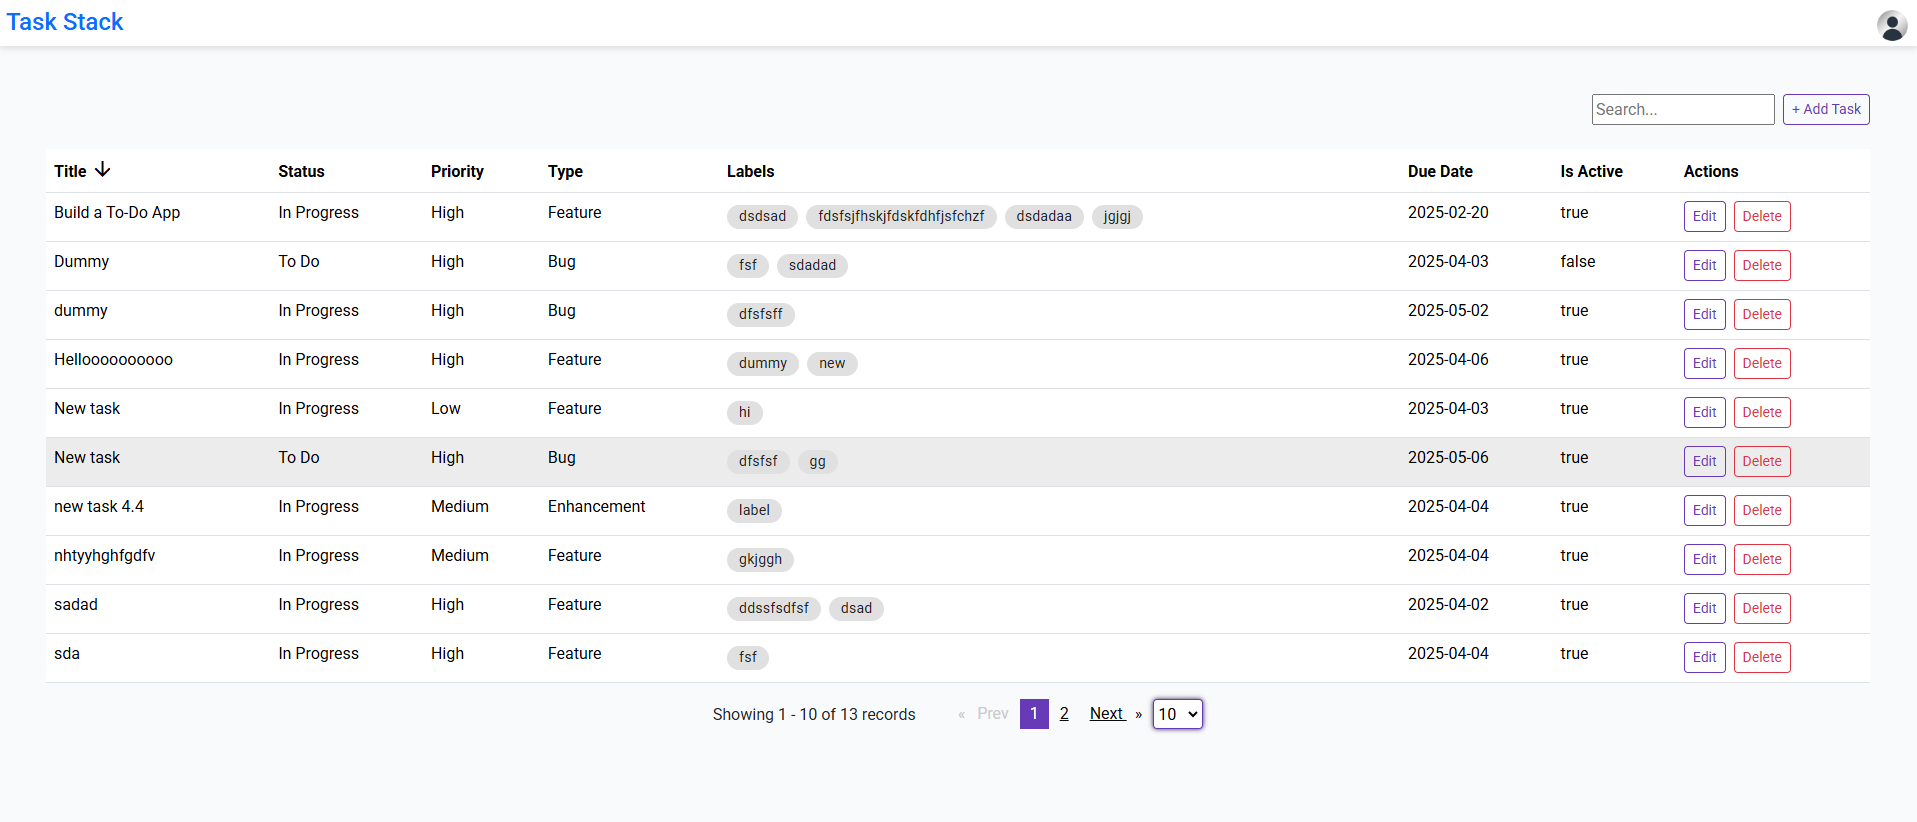 Task Stack
Search...
+ Add Task
Title Status Priority Type Labels Due Date Is Active Actions
Build a To-Do App In Progress High Feature dsdsad fdsfsjfhskjfdskfdhfjsfchzf dsdadaa jgjgj 2025-02-20 true Edit Delete
Dummy To Do High Bug fsf sdadad 2025-04-03 false Edit Delete
dummy In Progress High Bug dfsfsff 2025-05-02 true Edit Delete
Helloooooooooo In Progress High Feature dummy new 2025-04-06 true Edit Delete
New task In Progress Low Feature hi 2025-04-03 true Edit Delete
New task To Do High Bug dfsfsf gg 2025-05-06 true Edit Delete
new task 4.4 In Progress Medium Enhancement label 2025-04-04 true Edit Delete
nhtyyhghfgdfv In Progress Medium Feature gkjggh 2025-04-04 true Edit Delete
sadad In Progress High Feature ddssfsdfsf dsad 2025-04-02 true Edit Delete
sda In Progress High Feature fsf 2025-04-04 true Edit Delete
Showing 1 - 10 of 13 records « Prev 1 2 Next » 10